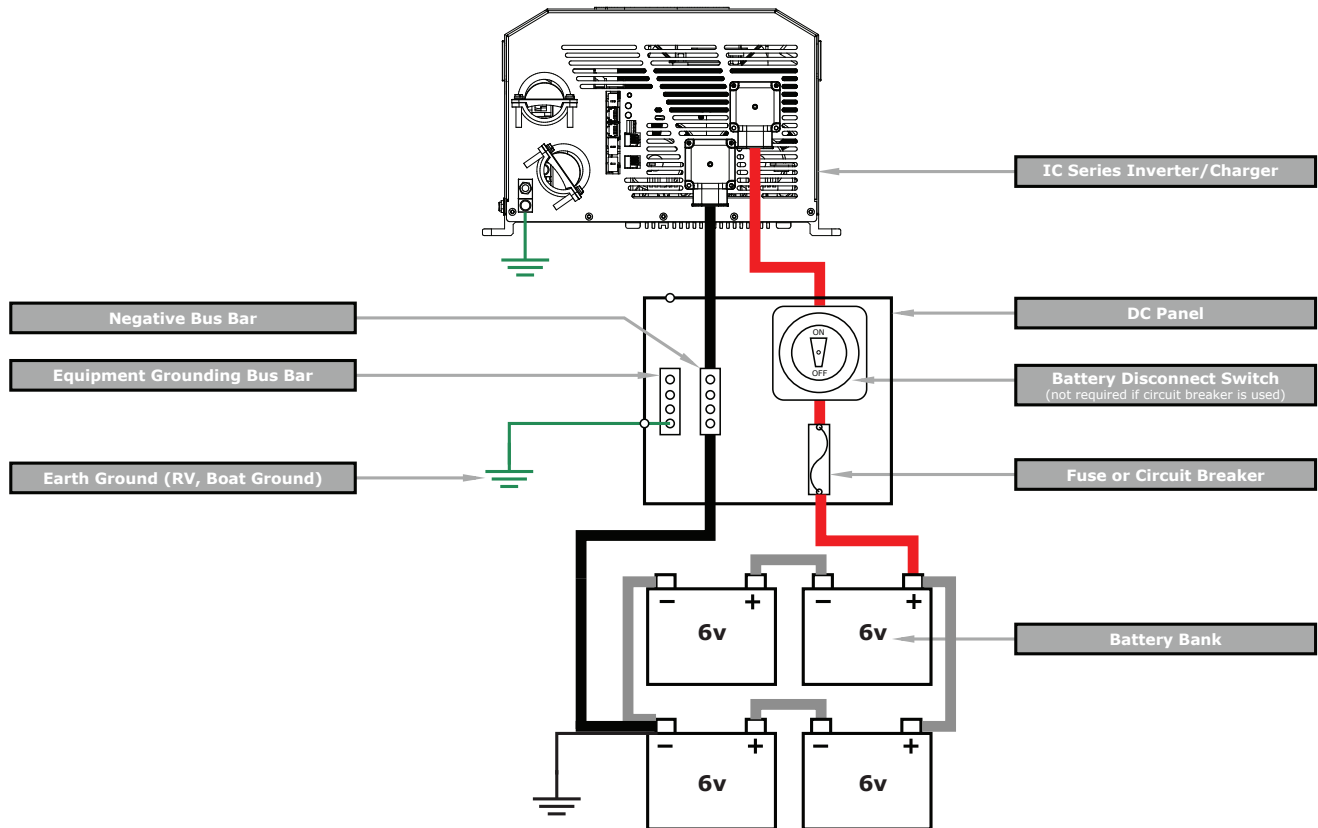 IC Series Inverter/Charger
Negative Bus Bar
DC Panel
ON
OFF
Equipment Grounding Bus Bar
Battery Disconnect Switch
(not required if circuit breaker is used)
Earth Ground (RV, Boat Ground)
Fuse or Circuit Breaker
− + − +
6v 6v
Battery Bank
− + − +
6v 6v